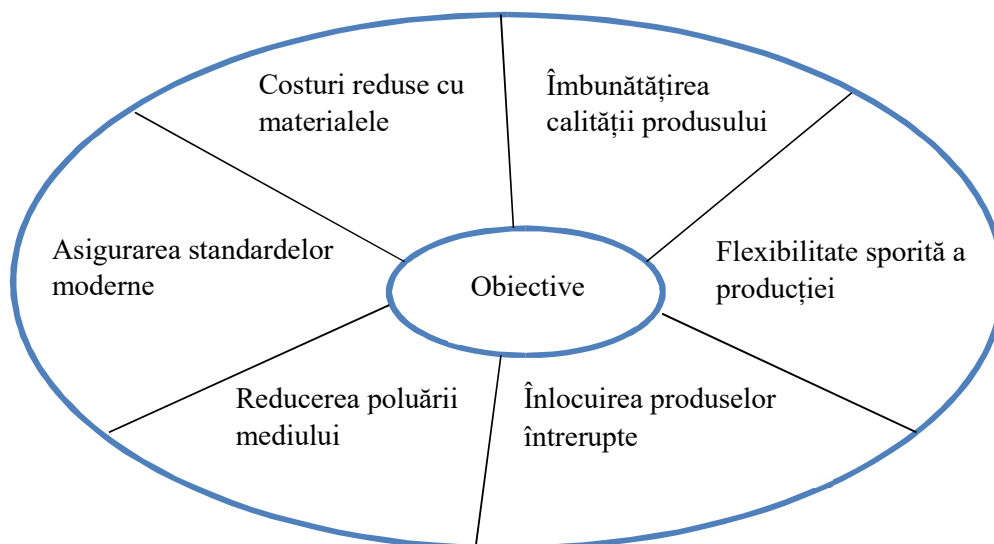 Costuri reduse cu
materialele
Îmbunătățirea
calității produsului
Asigurarea standardelor
moderne
Obiective
Flexibilitate sporită a
producției
Reducerea poluării
mediului
Înlocuirea produselor
întrerupte